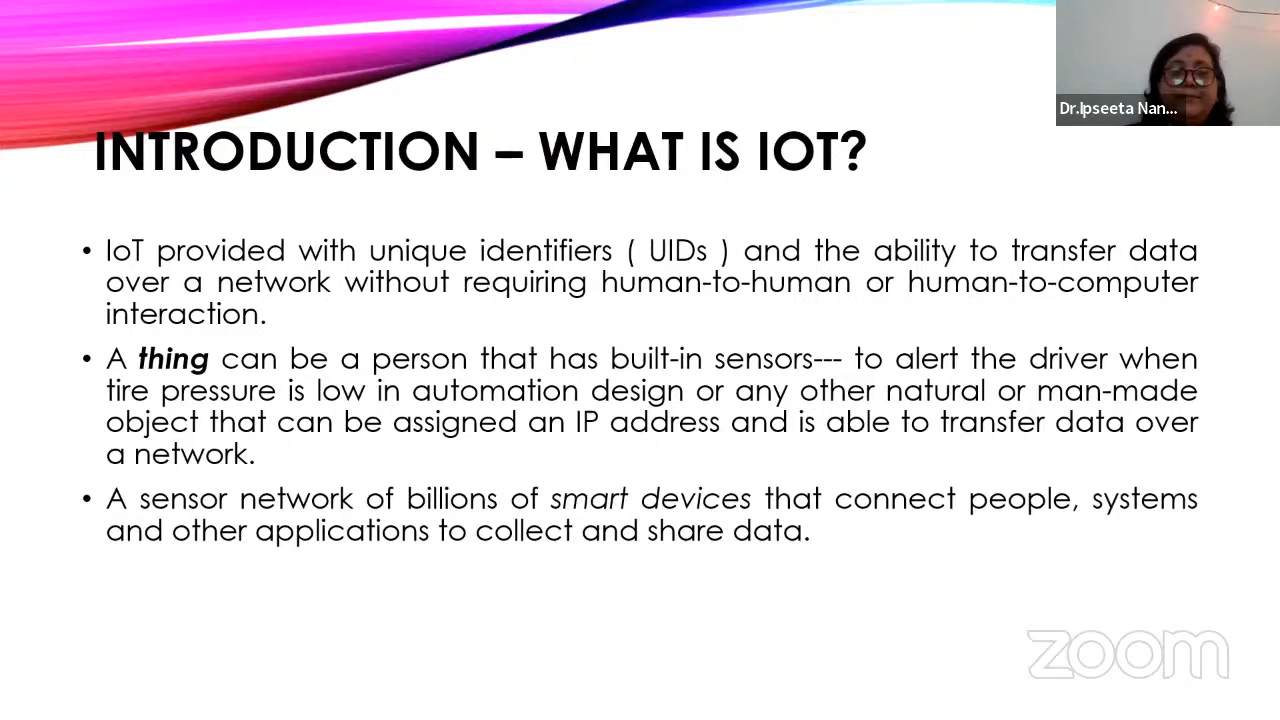 Dr.Ipseeta Nan...
INTRODUCTION – WHAT IS IOT?
• IoT provided with unique identifiers ( UIDs ) and the ability to transfer data
over a network without requiring human-to-human or human-to-computer
interaction.
• A thing can be a person that has built-in sensors--- to alert the driver when
tire pressure is low in automation design or any other natural or man-made
object that can be assigned an IP address and is able to transfer data over
a network.
• A sensor network of billions of smart devices that connect people, systems
and other applications to collect and share data.
zoom